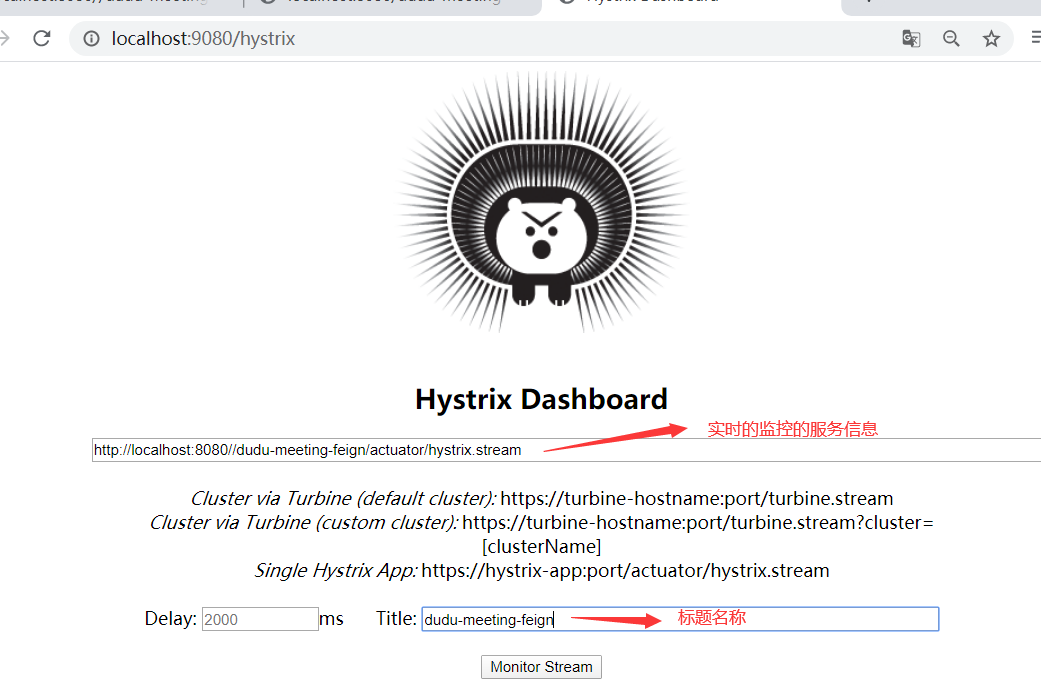 localhost:9080/hystrix
Hystrix Dashboard
实时的监控的服务信息
http://localhost:8080//dudu-meeting-feign/actuator/hystrix.stream
Cluster via Turbine (default cluster): https://turbine-hostname:port/turbine.stream
Cluster via Turbine (custom cluster): https://turbine-hostname:port/turbine.stream?cluster=
[clusterName]
Single Hystrix App: https://hystrix-app:port/actuator/hystrix.stream
Delay: 2000 ms Title: dudu-meeting-feign 标题名称
Monitor Stream